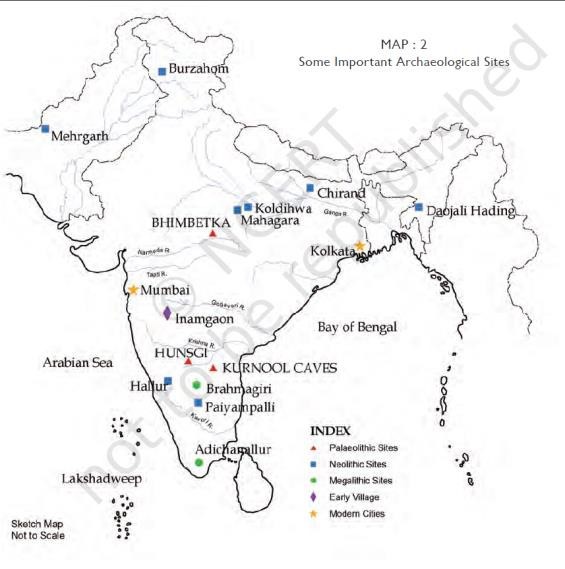 MAP : 2
Some Important Archaeological Sites
Burzahom
Mehrgarh
Chirand
Koldihwa
Mahagara
Ganga R.
Daojali Hading
BHIMBETKA
Kolkata
Narmada R.
Tapti R.
Mumbai
Godavari R.
Inamgaon
Bay of Bengal
Krishna R.
HUNSGI
Arabian Sea
KURNOOL CAVES
Hallur
Brahmagiri
Paiyampalli
Kaveri R.
INDEX
Adichanallur
Palaeolithic Sites
Neolithic Sites
Lakshadweep
Megalithic Sites
Early Village
Modern Cities
Sketch Map
Not to Scale
© NCERT
not to be republished